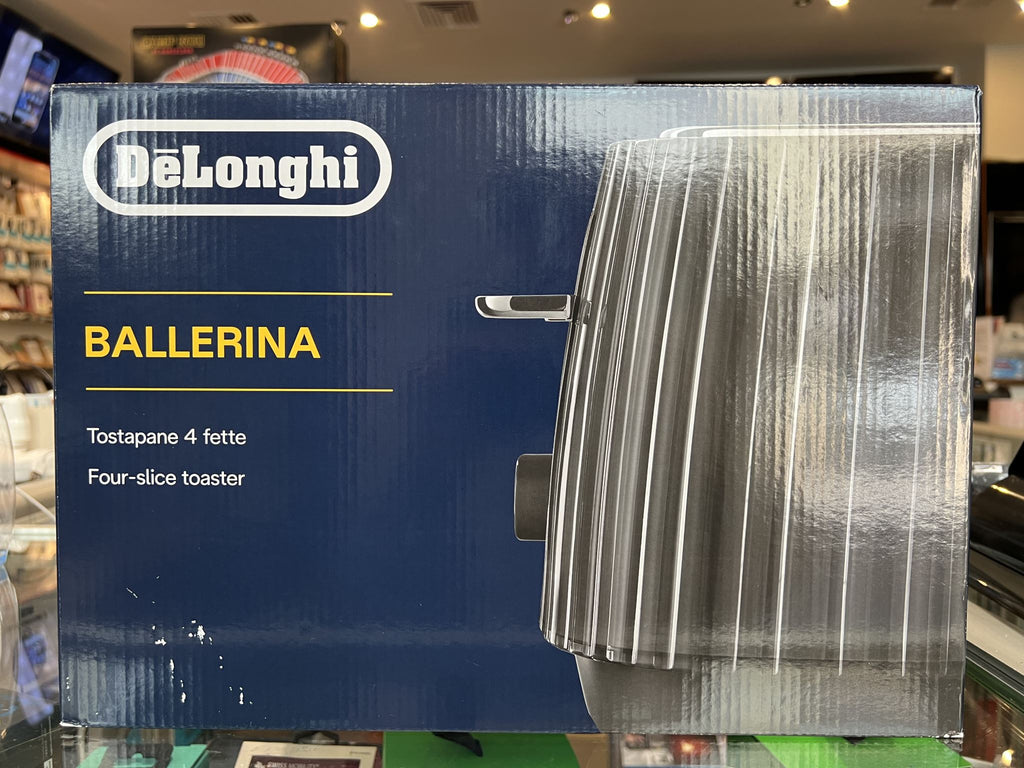 DēLonghi
BALLERINA
Tostapane 4 fette
Four-slice toaster